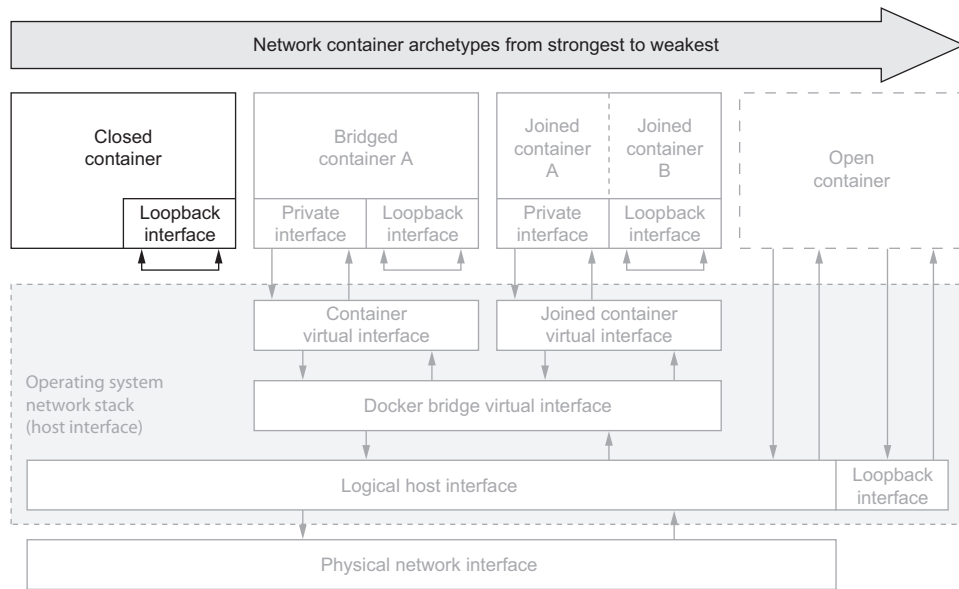 Network container archetypes from strongest to weakest
Closed
container
Loopback
interface
Bridged
container A
Private
interface
Loopback
interface
Joined
container
A
Joined
container
B
Private
interface
Loopback
interface
Open
container
Container
virtual interface
Joined container
virtual interface
Operating system
network stack
(host interface)
Docker bridge virtual interface
Logical host interface
Loopback
interface
Physical network interface